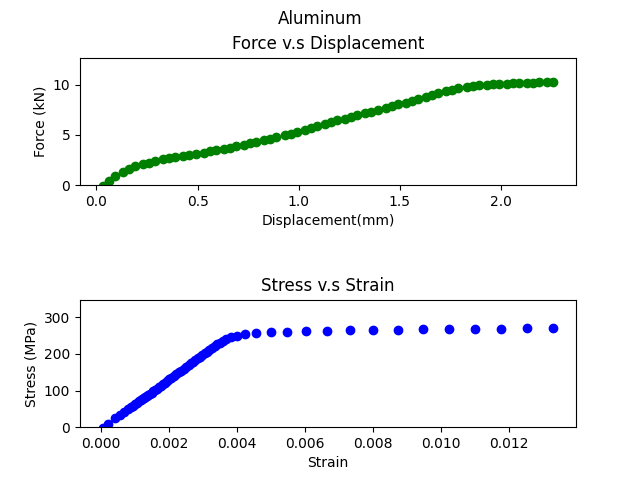 Aluminum
Force v.s Displacement
10
5
0
Force (kN)
0.0 0.5 1.0 1.5 2.0
Displacement(mm)
Stress v.s Strain
300
200
100
0
Stress (MPa)
0.000 0.002 0.004 0.006 0.008 0.010 0.012
Strain